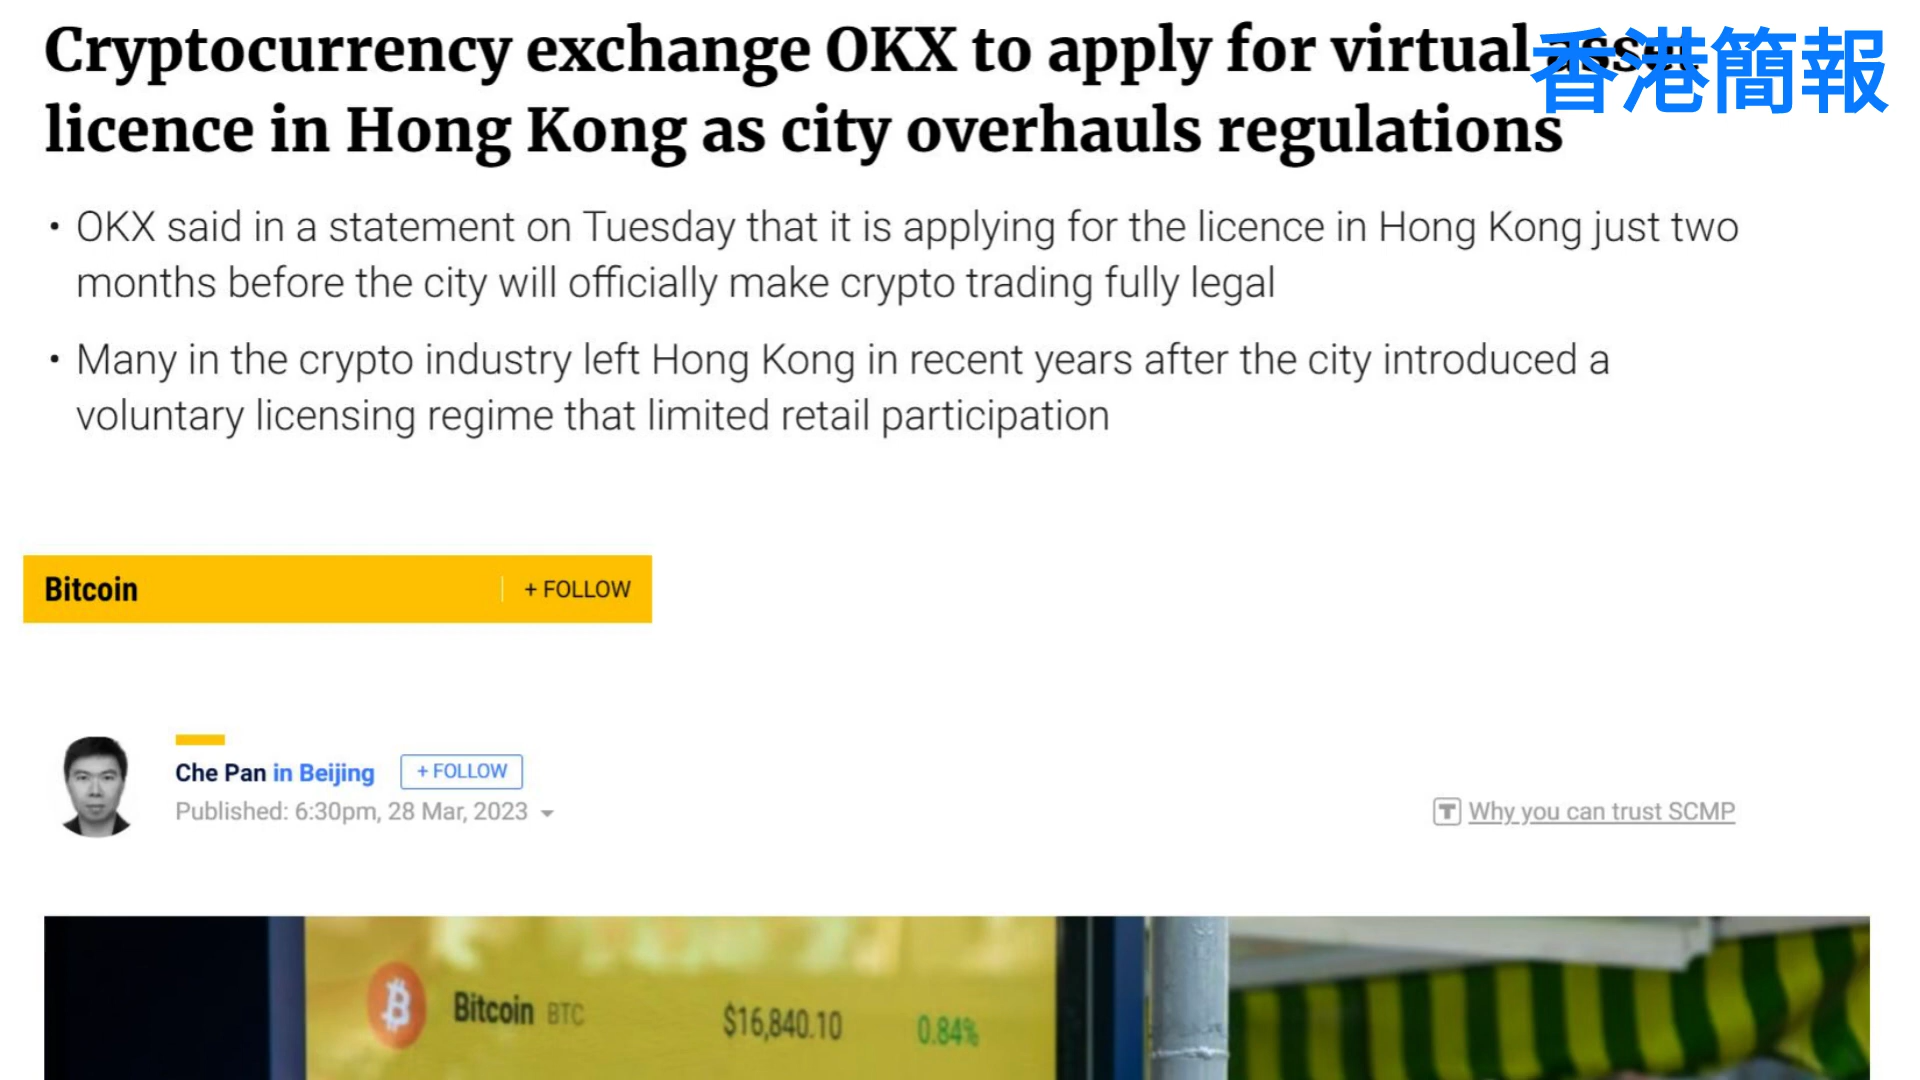 Cryptocurrency exchange OKX to apply for virtual asset
香港簡報
licence in Hong Kong as city overhauls regulations
• OKX said in a statement on Tuesday that it is applying for the licence in Hong Kong just two
months before the city will officially make crypto trading fully legal
• Many in the crypto industry left Hong Kong in recent years after the city introduced a
voluntary licensing regime that limited retail participation
Bitcoin + FOLLOW
Che Pan in Beijing + FOLLOW
Published: 6:30pm, 28 Mar, 2023
T Why you can trust SCMP
Bitcoin BTC $16,840.10 0.84%